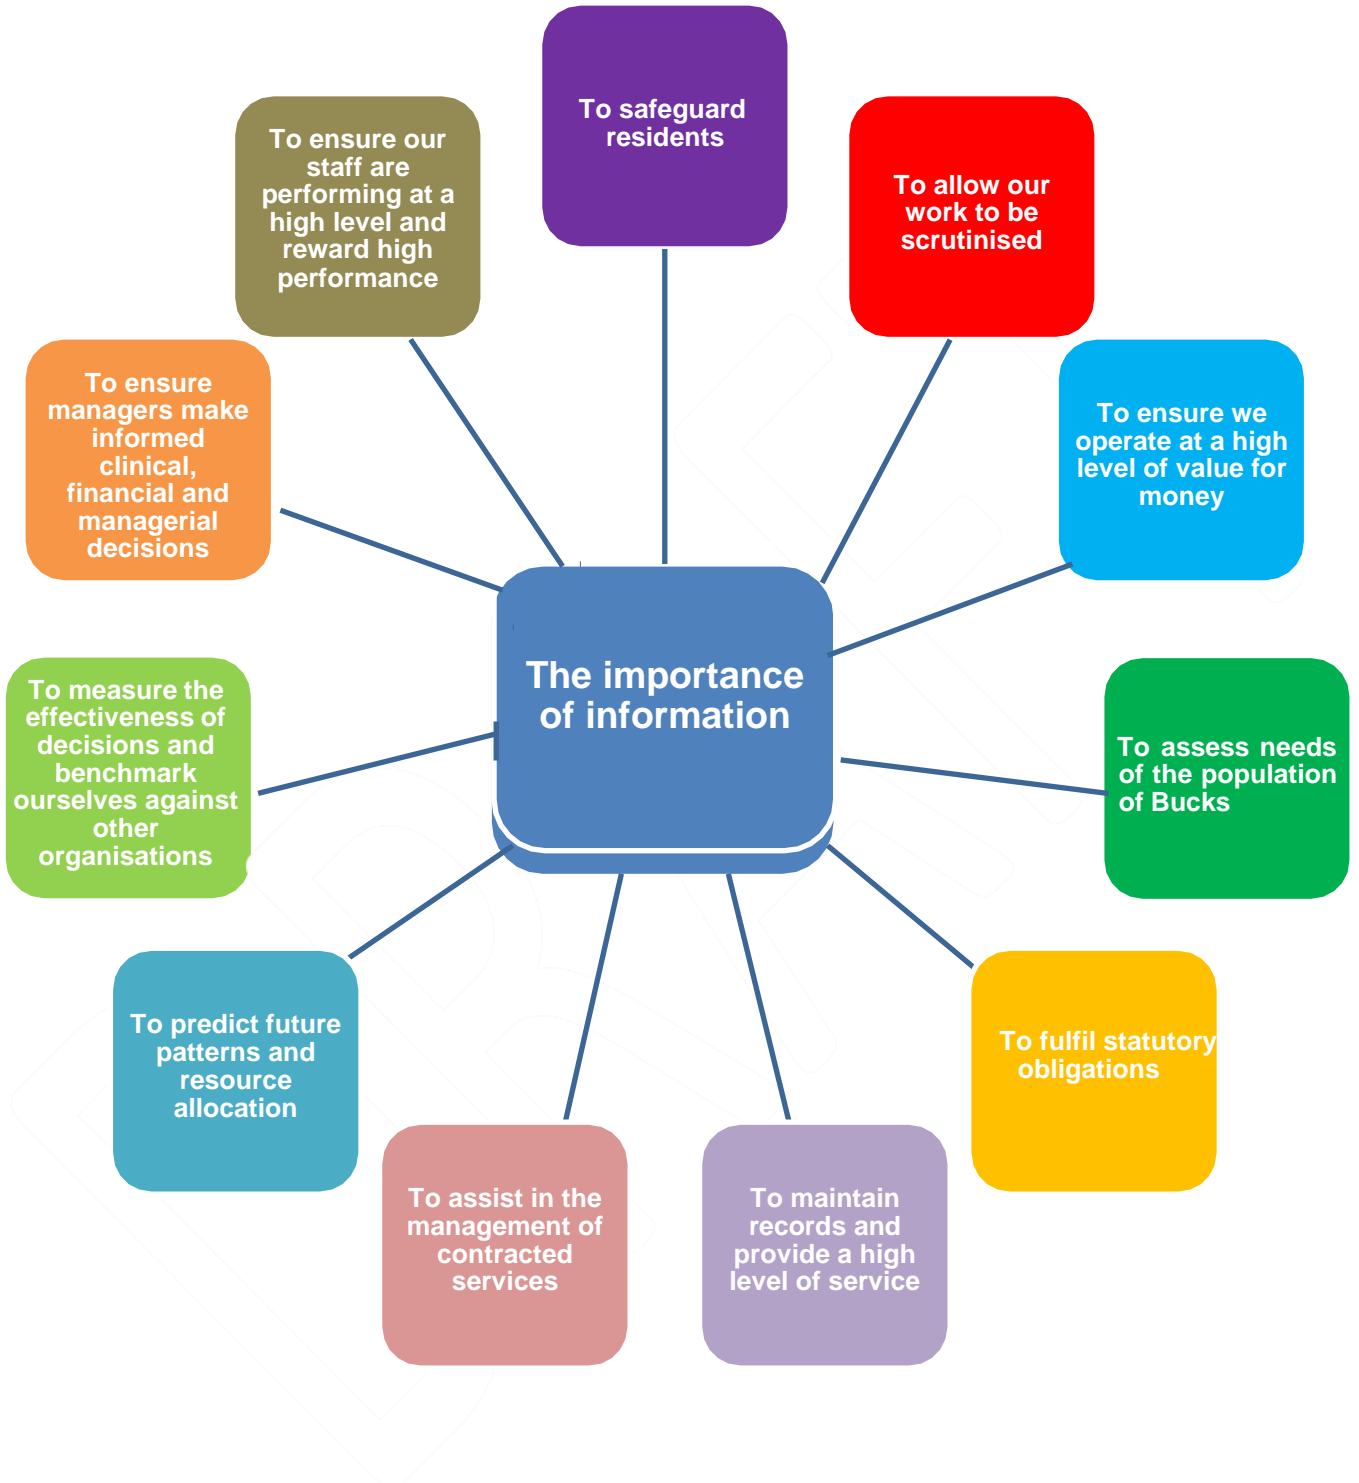 To safeguard
residents
To allow our
work to be
scrutinised
To ensure we
operate at a high
level of value for
money
To assess needs
of the population
of Bucks
To fulfil statutory
obligations
To maintain
records and
provide a high
level of service
To assist in the
management of
contracted
services
To predict future
patterns and
resource
allocation
To measure the
effectiveness of
decisions and
benchmark
ourselves against
other
organisations
To ensure
managers make
informed
clinical,
financial and
managerial
decisions
To ensure our
staff are
performing at a
high level and
reward high
performance
The importance
of information